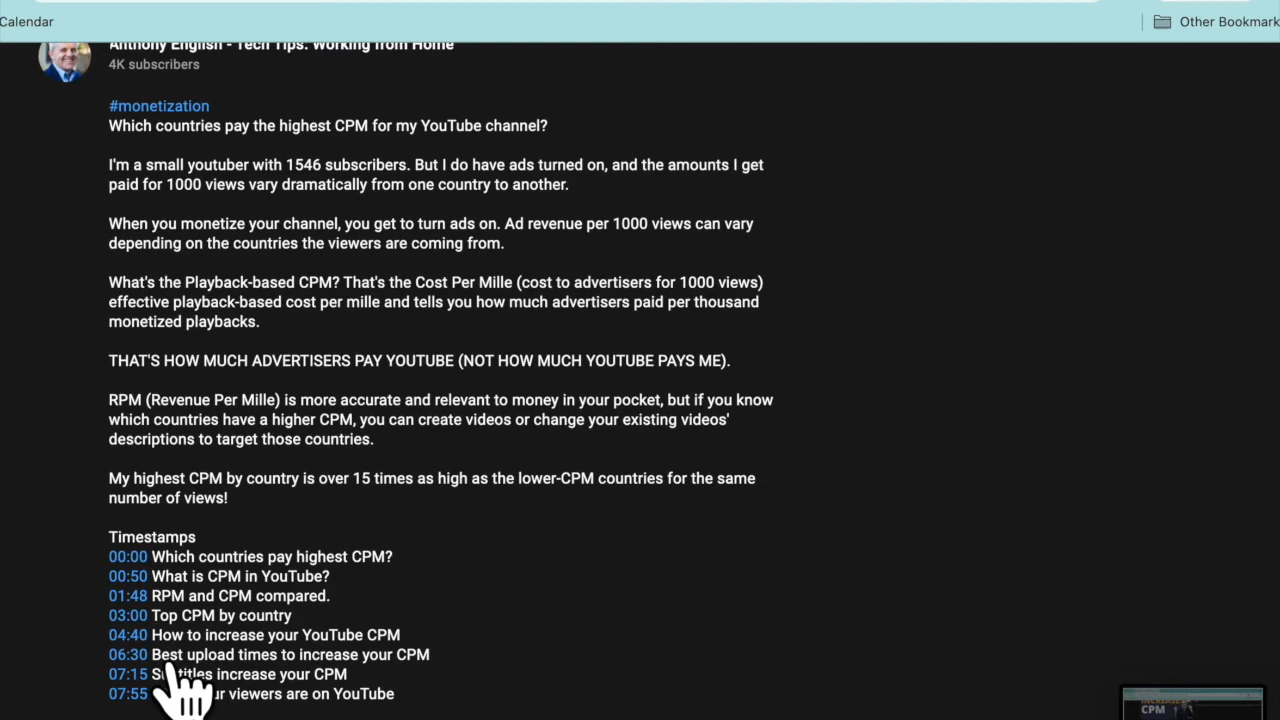 Calendar
Other Bookmark
Anthony English - Tech Tips. Working from Home
4K subscribers
#monetization
Which countries pay the highest CPM for my YouTube channel?
I'm a small youtuber with 1546 subscribers. But I do have ads turned on, and the amounts I get
paid for 1000 views vary dramatically from one country to another.
When you monetize your channel, you get to turn ads on. Ad revenue per 1000 views can vary
depending on the countries the viewers are coming from.
What's the Playback-based CPM? That's the Cost Per Mille (cost to advertisers for 1000 views)
effective playback-based cost per mille and tells you how much advertisers paid per thousand
monetized playbacks.
THAT'S HOW MUCH ADVERTISERS PAY YOUTUBE (NOT HOW MUCH YOUTUBE PAYS ME).
RPM (Revenue Per Mille) is more accurate and relevant to money in your pocket, but if you know
which countries have a higher CPM, you can create videos or change your existing videos'
descriptions to target those countries.
My highest CPM by country is over 15 times as high as the lower-CPM countries for the same
number of views!
Timestamps
00:00 Which countries pay highest CPM?
00:50 What is CPM in YouTube?
01:48 RPM and CPM compared.
03:00 Top CPM by country
04:40 How to increase your YouTube CPM
06:30 Best upload times to increase your CPM
07:15 increase your CPM
07:55 viewers are on YouTube
CPM